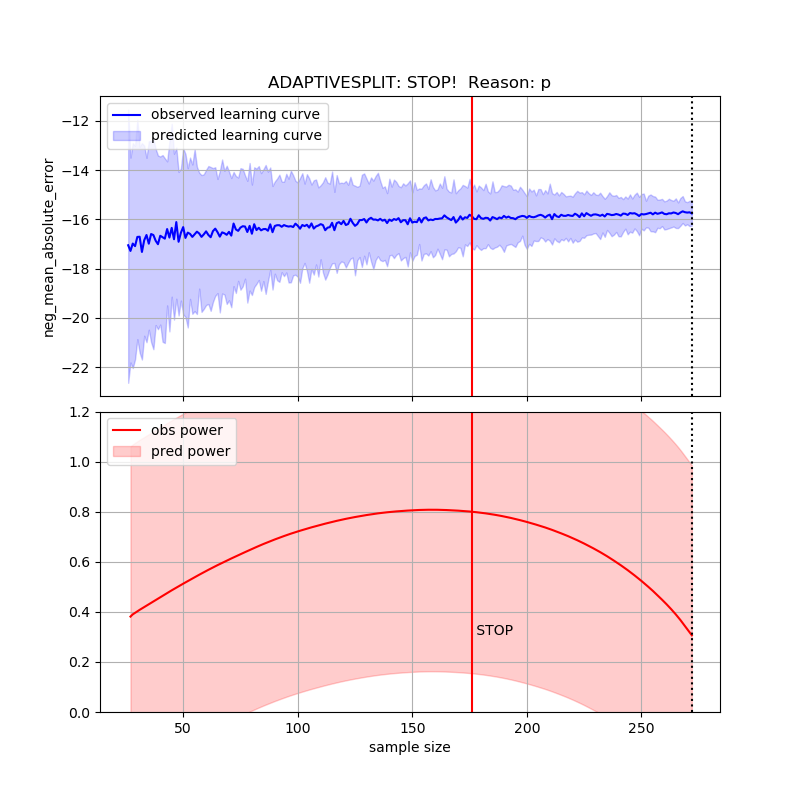 ADAPTIVESPLIT: STOP!  Reason: p
observed learning curve
predicted learning curve
neg_mean_absolute_error
−12
−14
−16
−18
−20
−22
obs power
pred power
1.2
1.0
0.8
0.6
0.4
0.2
0.0
STOP
50
100
150
200
250
sample size